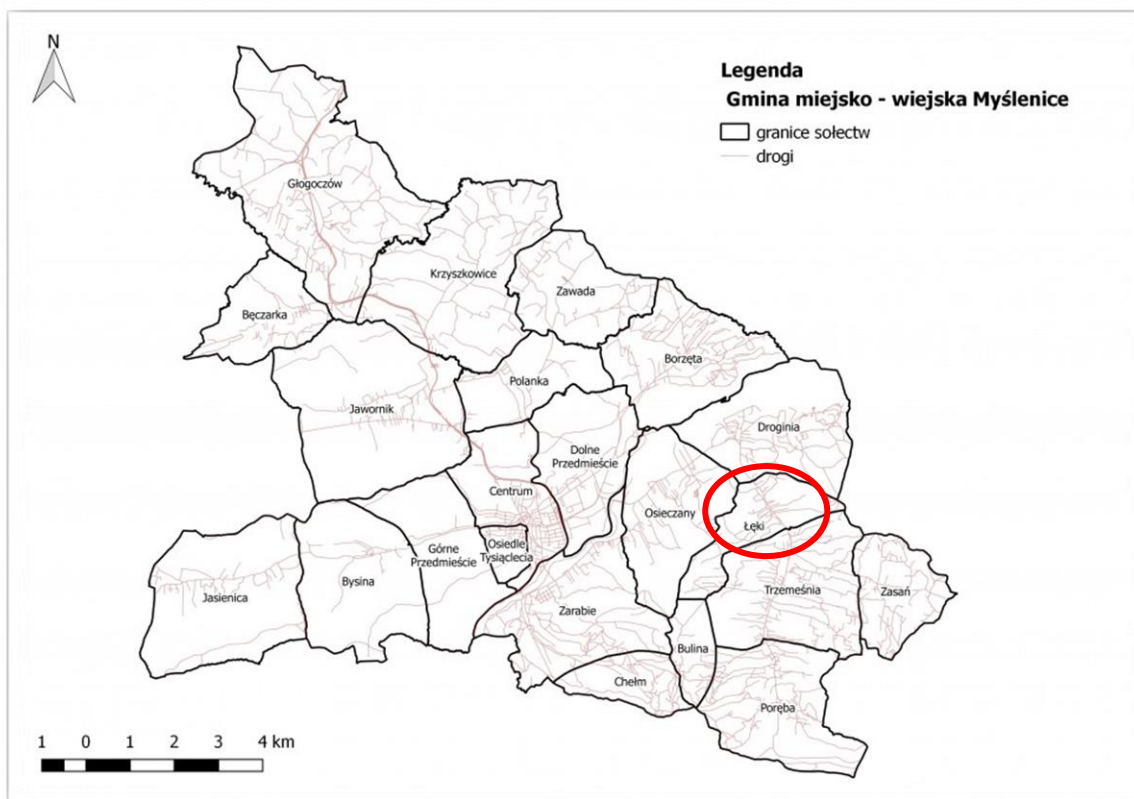 N
Legenda
Gmina miejsko - wiejska Myślenice
granice sołectw
drogi
Głogoczów
Krzyszkowice
Zawada
Bęczarka
Borzęta
Polanka
Jawornik
Droginia
Dolne
Przedmieście
Centrum
Osieczany
Łęki
Osiedle
Tysiąclecia
Górne
Przedmieście
Bysina
Jasienica
Trzemeśnia
Zasań
Zarabie
Bulina
Chełm
Poręba
1 0 1 2 3 4 km